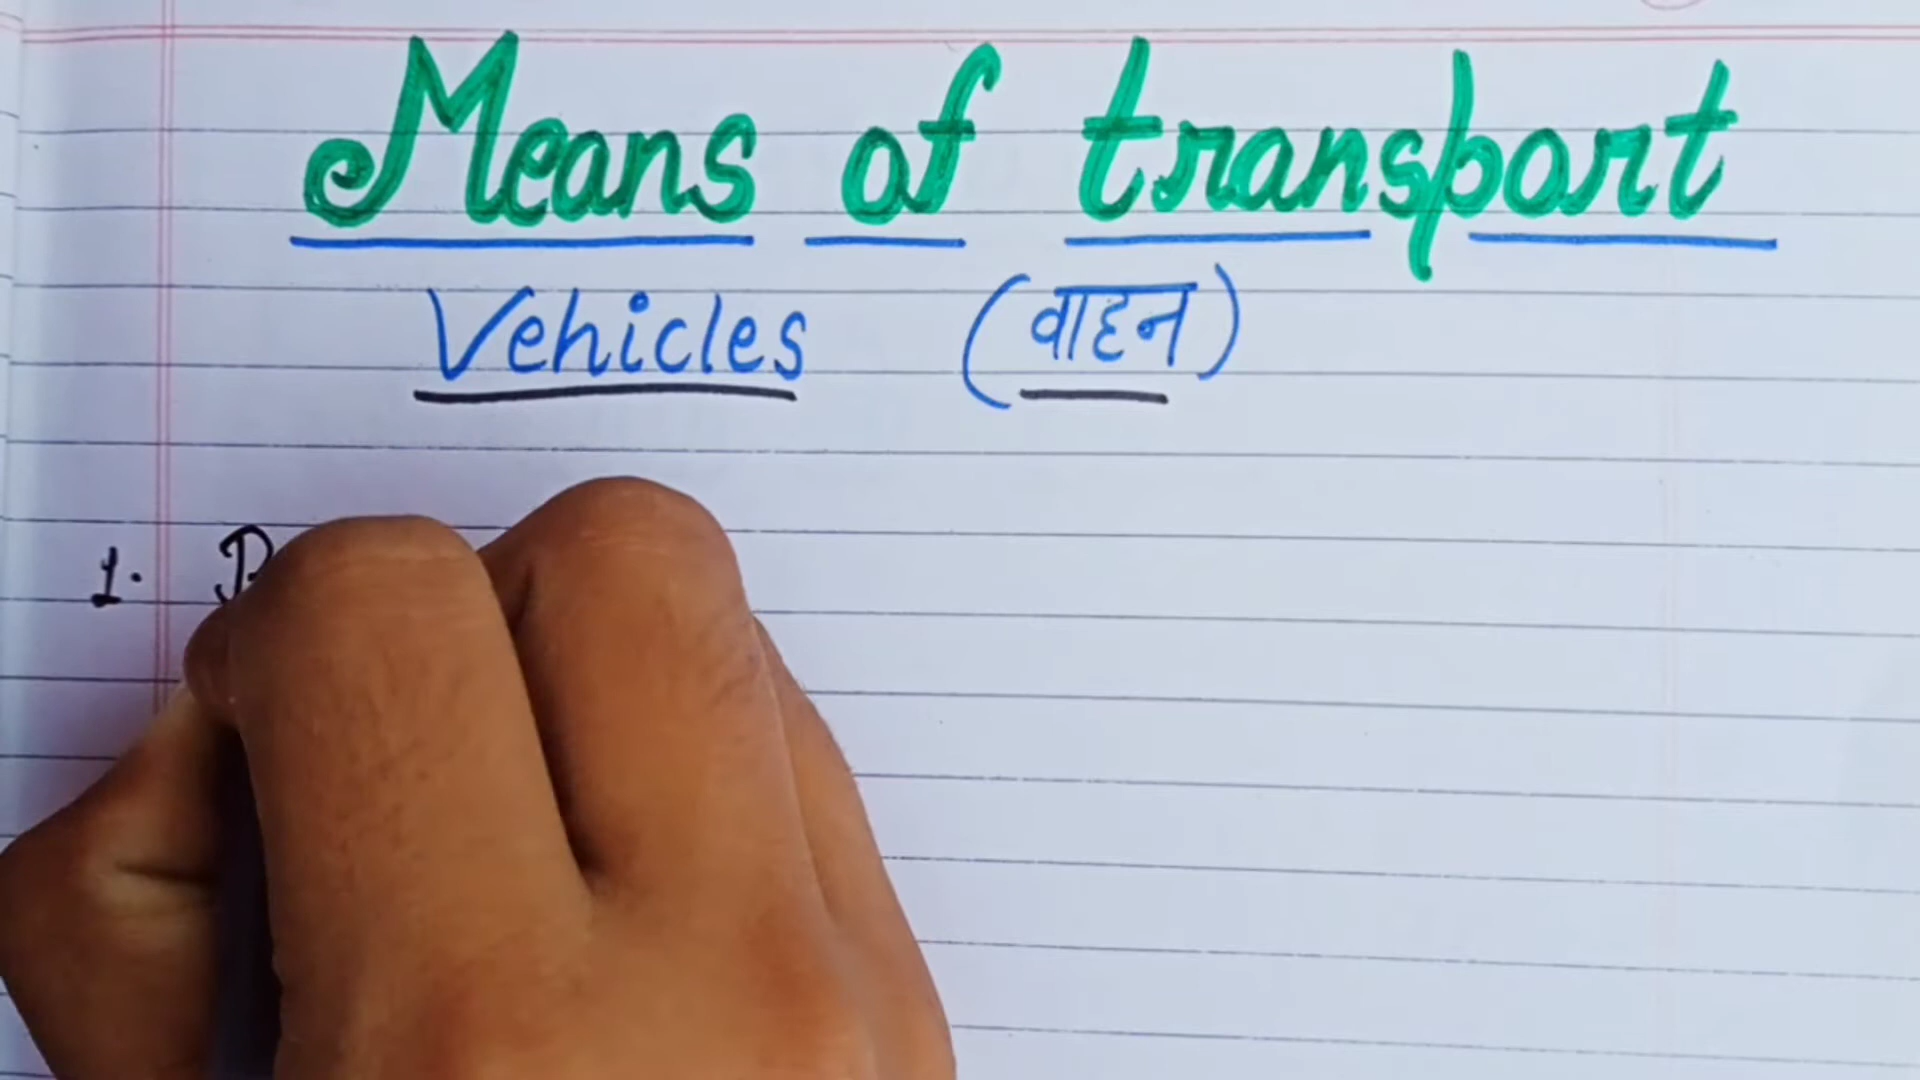 Means of transport
Vehicles (वाहन)
1.